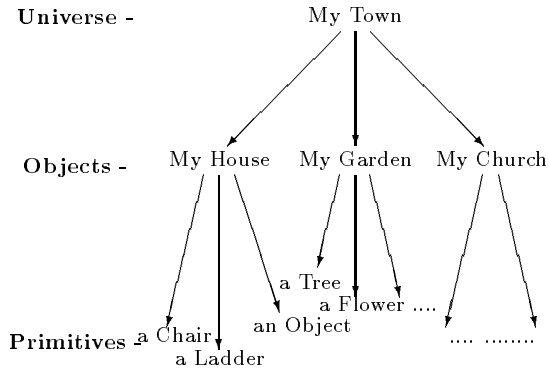 Universe - My Town
Objects - My House My Garden My Church
a Tree
a Flower ....
an Object
Primitives - a Chair .... ........
a Ladder